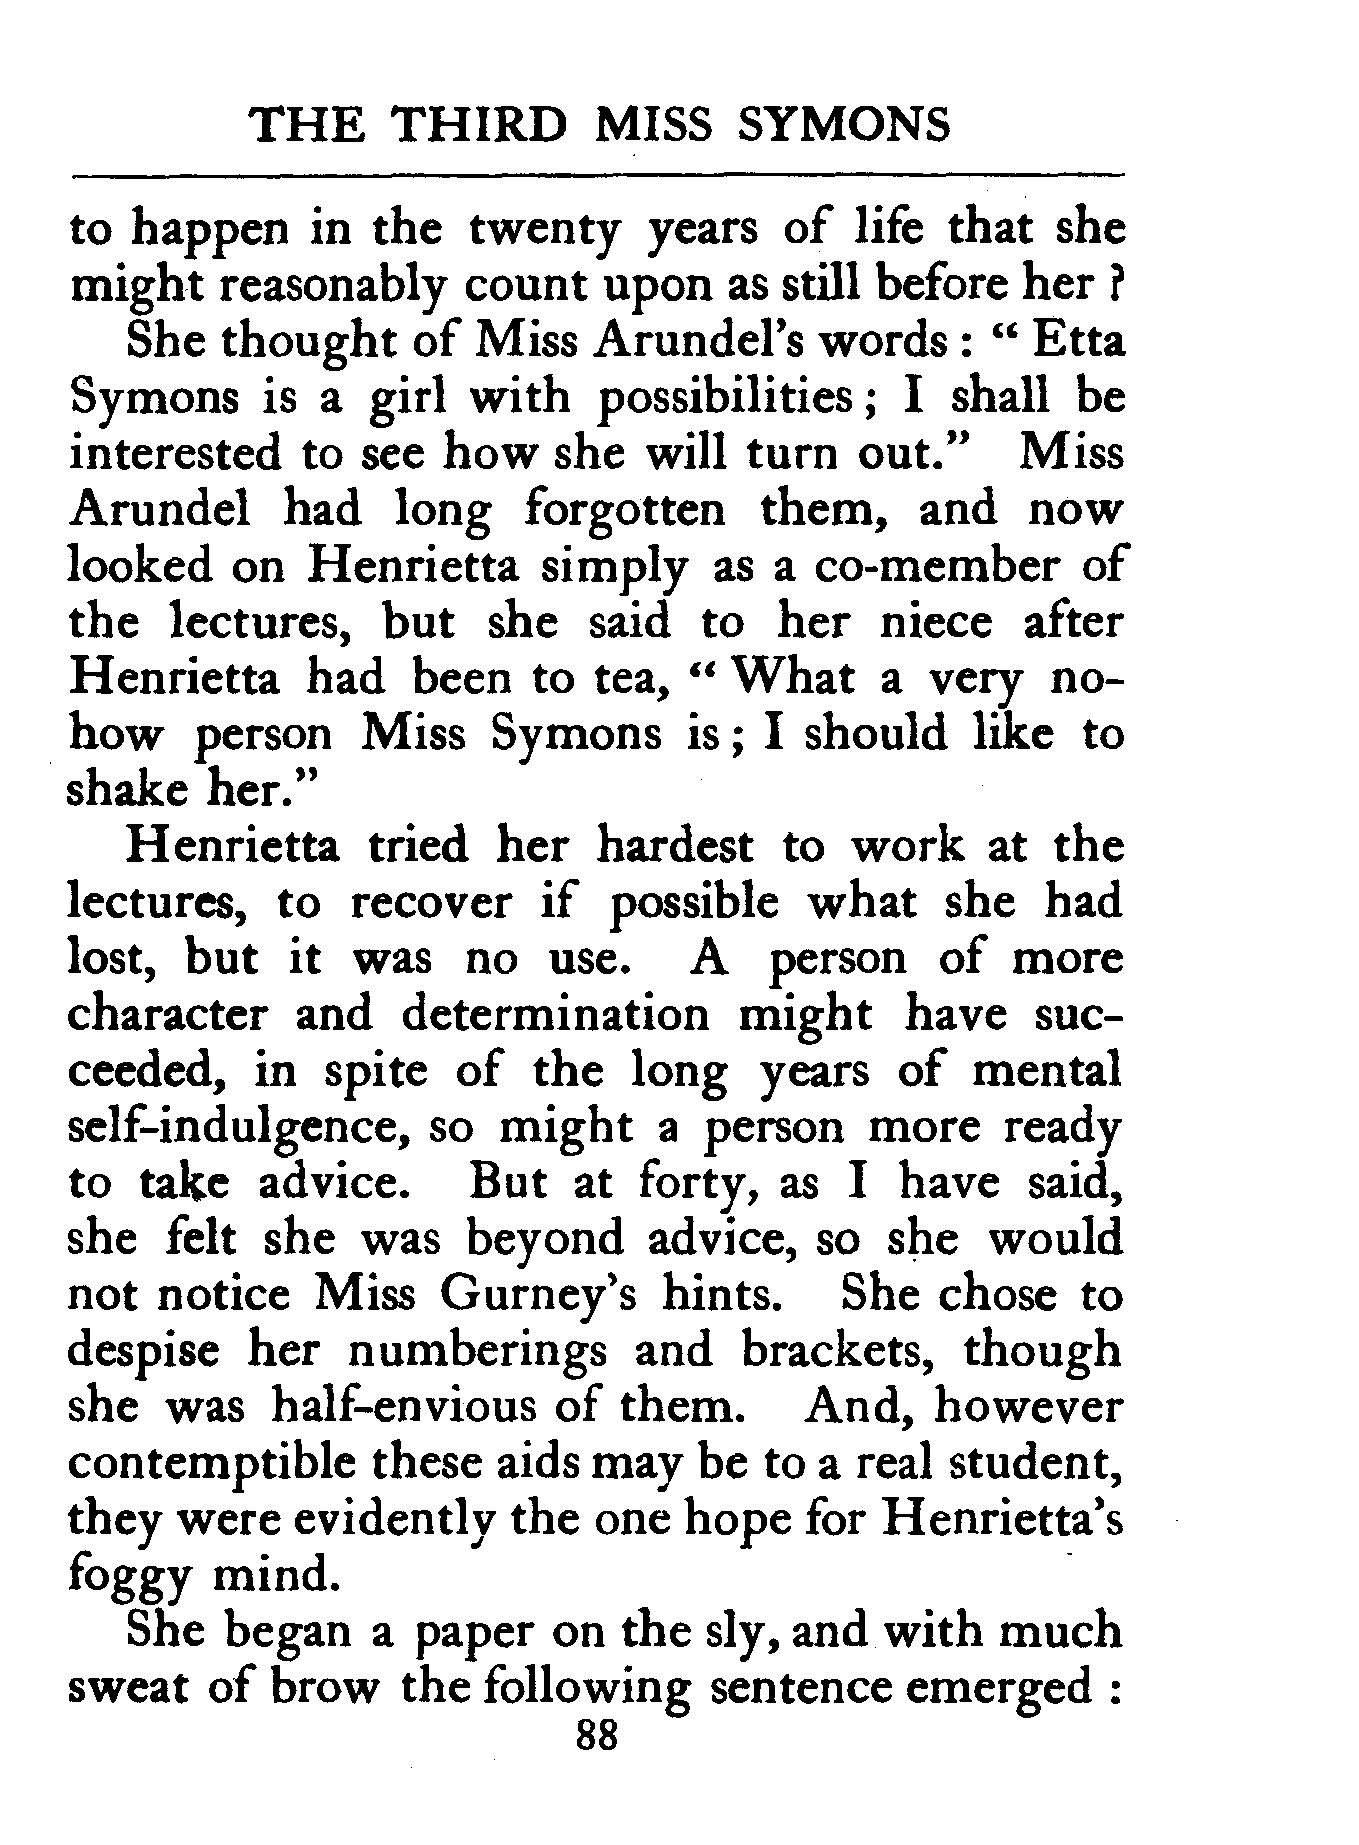 THE THIRD MISS SYMONS
to happen in the twenty years of life that she
might reasonably count upon as still before her ?
She thought of Miss Arundel's words : " Etta
Symons is a girl with possibilities ; I shall be
interested to see how she will turn out." Miss
Arundel had long forgotten them, and now
looked on Henrietta simply as a co-member of
the lectures, but she said to her niece after
Henrietta had been to tea, " What a very no-
how person Miss Symons is ; I should like to
shake her."
Henrietta tried her hardest to work at the
lectures, to recover if possible what she had
lost, but it was no use. A person of more
character and determination might have suc-
ceeded, in spite of the long years of mental
self-indulgence, so might a person more ready
to take advice. But at forty, as I have said,
she felt she was beyond advice, so she would
not notice Miss Gurney's hints. She chose to
despise her numberings and brackets, though
she was half-envious of them. And, however
contemptible these aids may be to a real student,
they were evidently the one hope for Henrietta's
foggy mind.
She began a paper on the sly, and with much
sweat of brow the following sentence emerged :
88